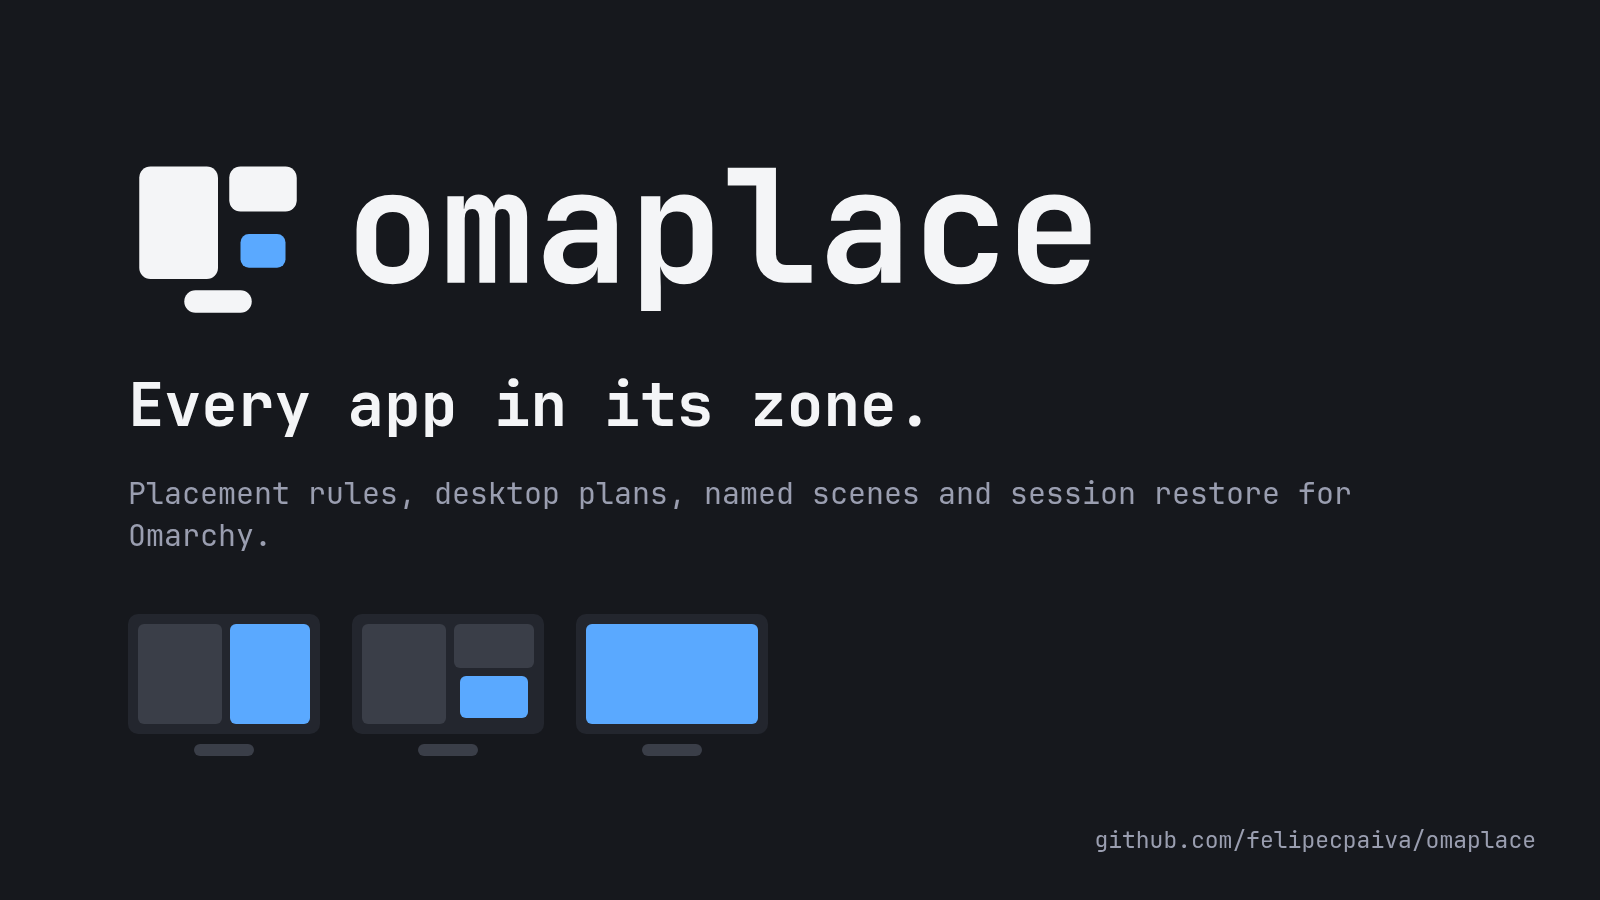 omaplace
Every app in its zone.
Placement rules, desktop plans, named scenes and session restore for
Omarchy.
github.com/felipecpaiva/omaplace